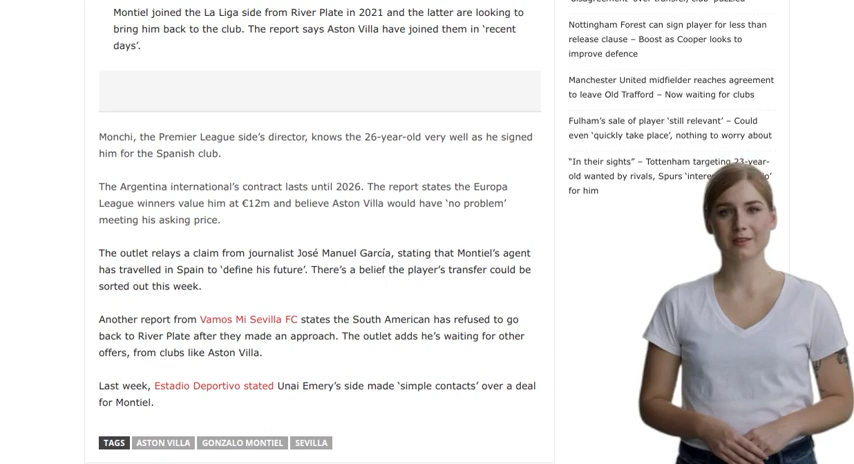 Montiel joined the La Liga side from River Plate in 2021 and the latter are looking to
bring him back to the club. The report says Aston Villa have joined them in ‘recent
days’.
Monchi, the Premier League side’s director, knows the 26-year-old very well as he signed
him for the Spanish club.
The Argentina international’s contract lasts until 2026. The report states the Europa
League winners value him at €12m and believe Aston Villa would have ‘no problem’
meeting his asking price.
The outlet relays a claim from journalist José Manuel García, stating that Montiel’s agent
has travelled in Spain to ‘define his future’. There’s a belief the player’s transfer could be
sorted out this week.
Another report from Vamos Mi Sevilla FC states the South American has refused to go
back to River Plate after they made an approach. The outlet adds he’s waiting for other
offers, from clubs like Aston Villa.
Last week, Estadio Deportivo stated Unai Emery’s side made ‘simple contacts’ over a deal
for Montiel.
TAGS ASTON VILLA GONZALO MONTIEL SEVILLA
Nottingham Forest can sign player for less than
release clause – Boost as Cooper looks to
improve defence
Manchester United midfielder reaches agreement
to leave Old Trafford – Now waiting for clubs
Fulham’s sale of player ‘still relevant’ – Could
even ‘quickly take place’, nothing to worry about
“In their sights” – Tottenham targeting 23-year-
old wanted by rivals, Spurs
for him